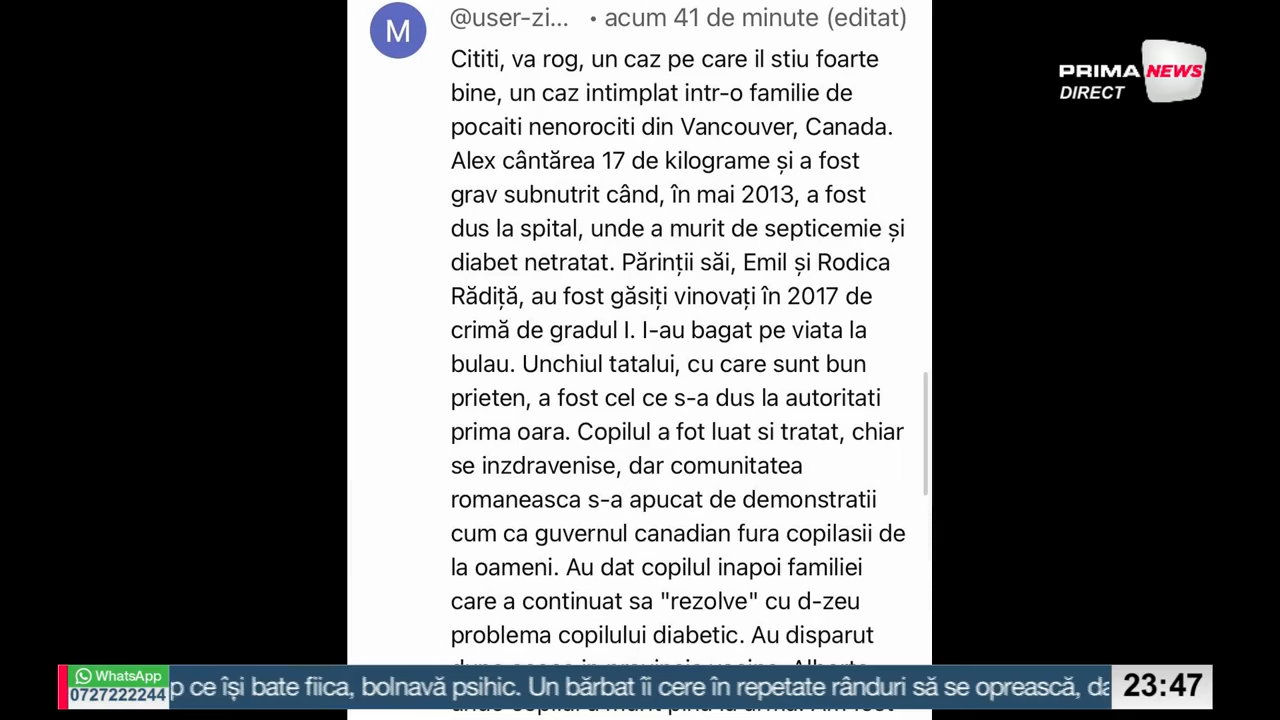 M
@user-zi... • acum 41 de minute (editat)
Cititi, va rog, un caz pe care il stiu foarte
bine, un caz intimplat intr-o familie de
pocaiti nenorociti din Vancouver, Canada.
Alex cântărea 17 de kilograme și a fost
grav subnutrit când, în mai 2013, a fost
dus la spital, unde a murit de septicemie și
diabet netratat. Părinții săi, Emil și Rodica
Rădiță, au fost găsiți vinovați în 2017 de
crimă de gradul I. I-au bagat pe viata la
bulau. Unchiul tatalui, cu care sunt bun
prieten, a fost cel ce s-a dus la autoritati
prima oara. Copilul a fot luat si tratat, chiar
se inzdravenise, dar comunitatea
romaneasca s-a apucat de demonstratii
cum ca guvernul canadian fura copilasii de
la oameni. Au dat copilul inapoi familiei
care a continuat sa "rezolve" cu d-zeu
problema copilului diabetic. Au disparut
PRIMA NEWS
DIRECT
WhatsApp
0727222244
p ce își bate fiica, bolnavă psihic. Un bărbat îi cere în repetate rânduri să se oprească, da
23:47